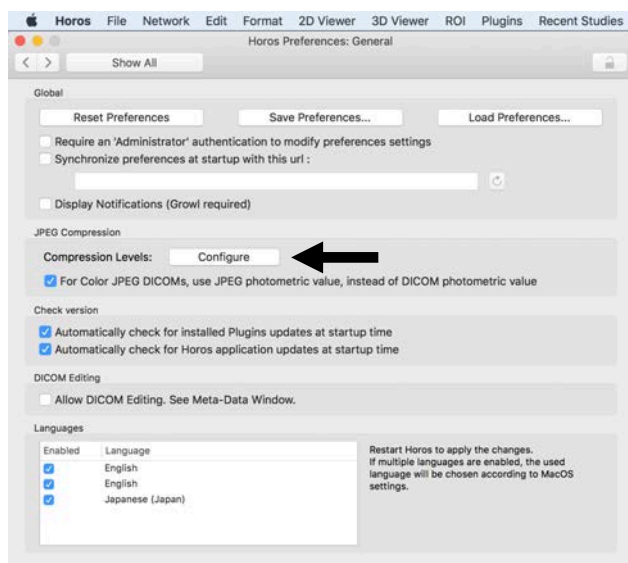 Horos File Network Edit Format 2D Viewer 3D Viewer ROI Plugins Recent Studies
Horos Preferences: General
Show All
Global
Reset Preferences Save Preferences... Load Preferences...
Require an 'Administrator' authentication to modify preferences settings
Synchronize preferences at startup with this url :
Display Notifications (Growl required)
JPEG Compression
Compression Levels: Configure
For Color JPEG DICOMs, use JPEG photometric value, instead of DICOM photometric value
Check version
Automatically check for installed Plugins updates at startup time
Automatically check for Horos application updates at startup time
DICOM Editing
Allow DICOM Editing. See Meta-Data Window.
Languages
Enabled Language
English
English
Japanese (Japan)
Restart Horos to apply the changes.
If multiple languages are enabled, the used
language will be chosen according to MacOS
settings.